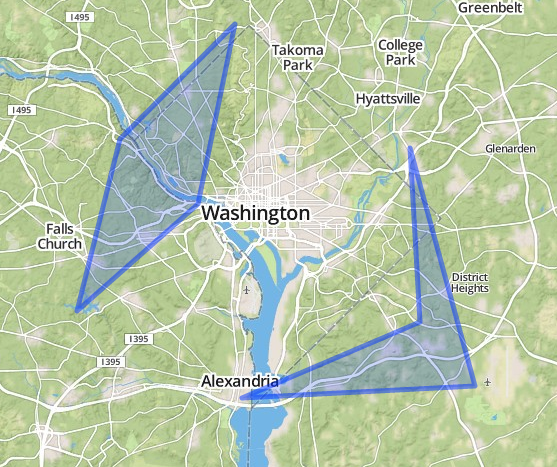 Greenbelt
I495
Takoma
Park
College
Park
Hyattsville
I495
Glenarden
Washington
Falls
Church
District
Heights
I395
I395
Alexandria